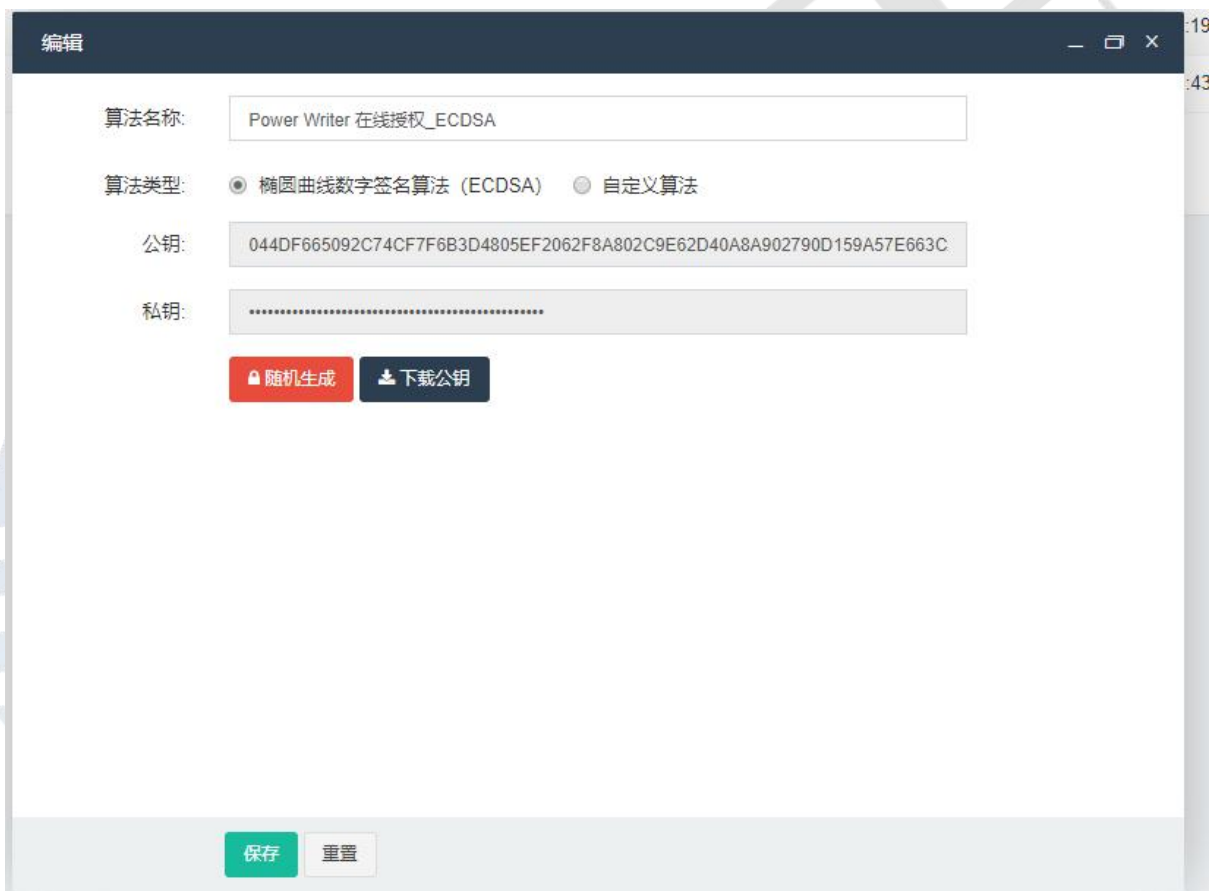 编辑
:19
:43
算法名称: Power Writer 在线授权_ECDSA
算法类型: 椭圆曲线数字签名算法 (ECDSA) 自定义算法
公钥: 044DF665092C74CF7F6B3D4805EF2062F8A802C9E62D40A8A902790D159A57E663C
私钥: •••••••••••••••••••••••••••••••••••••••••••••••
随机生成 下载公钥
保存 重置